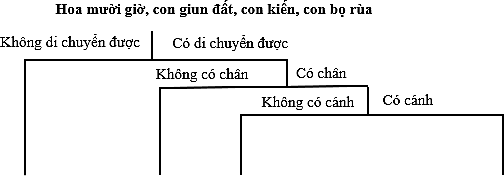 Hoa mười giờ, con giun đất, con kiến, con bọ rùa
Không di chuyển được Có di chuyển được
Không có chân Có chân
Không có cánh Có cánh